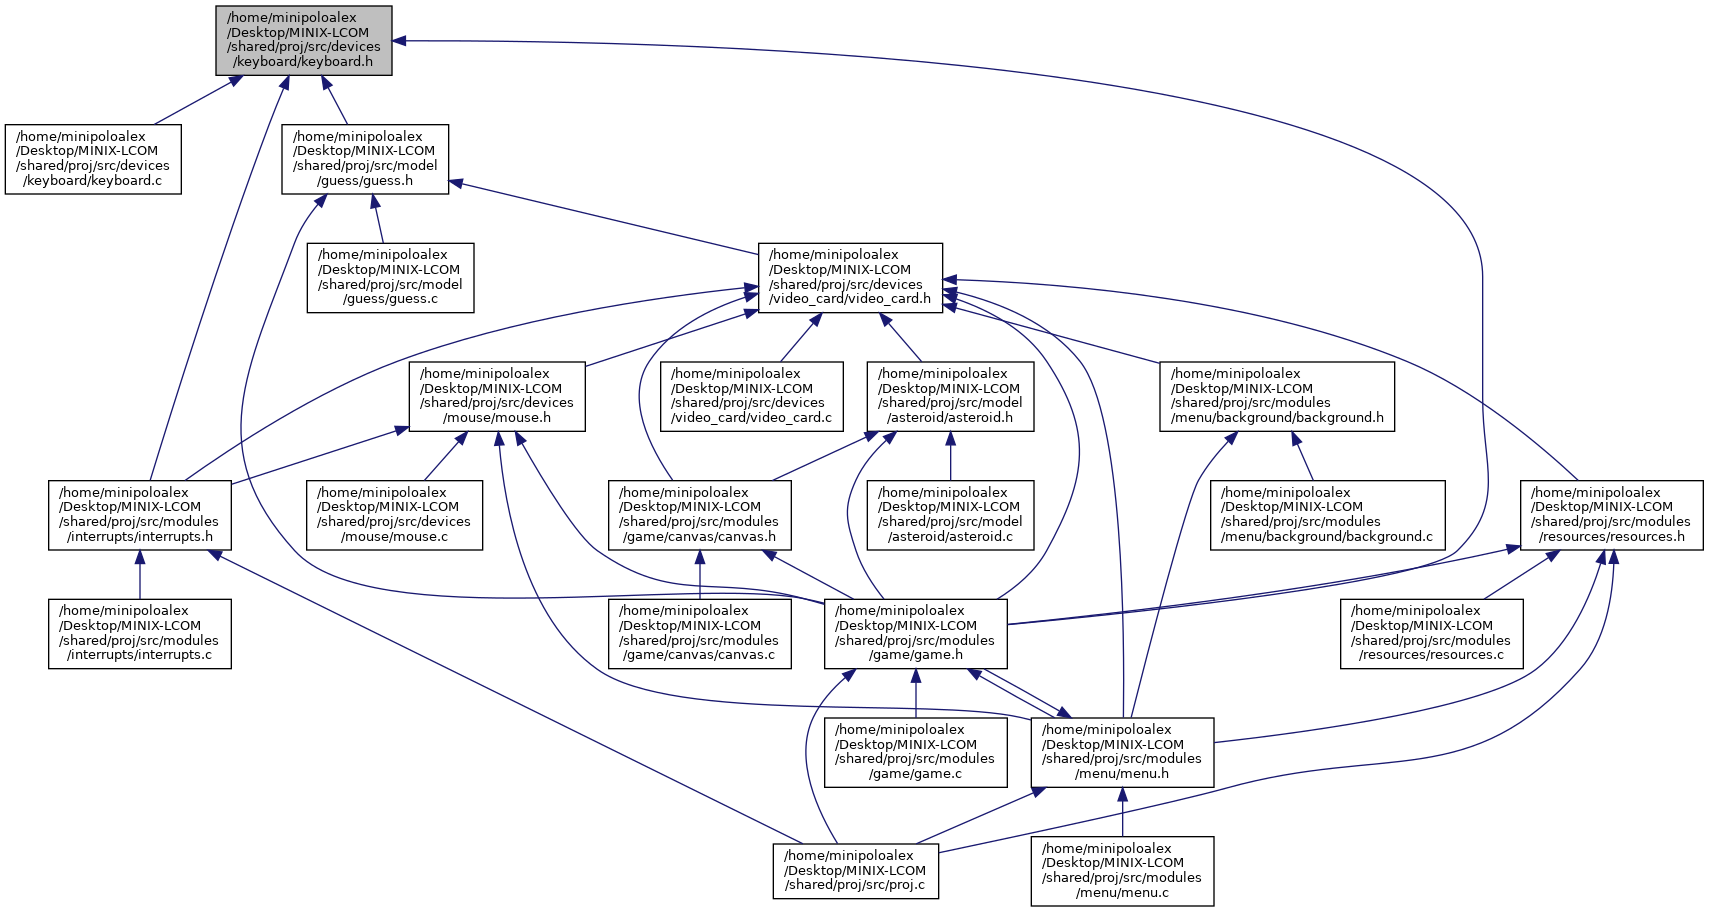 /home/minipoloalex
/Desktop/MINIX-LCOM
/shared/proj/src/devices
/keyboard/keyboard.h
/home/minipoloalex
/Desktop/MINIX-LCOM
/shared/proj/src/devices
/keyboard/keyboard.c
/home/minipoloalex
/Desktop/MINIX-LCOM
/shared/proj/src/model
/guess/guess.h
/home/minipoloalex
/Desktop/MINIX-LCOM
/shared/proj/src/model
/guess/guess.c
/home/minipoloalex
/Desktop/MINIX-LCOM
/shared/proj/src/devices
/video_card/video_card.h
/home/minipoloalex
/Desktop/MINIX-LCOM
/shared/proj/src/devices
/mouse/mouse.h
/home/minipoloalex
/Desktop/MINIX-LCOM
/shared/proj/src/devices
/video_card/video_card.c
/home/minipoloalex
/Desktop/MINIX-LCOM
/shared/proj/src/model
/asteroid/asteroid.h
/home/minipoloalex
/Desktop/MINIX-LCOM
/shared/proj/src/modules
/menu/background/background.h
/home/minipoloalex
/Desktop/MINIX-LCOM
/shared/proj/src/modules
/interrupts/interrupts.h
/home/minipoloalex
/Desktop/MINIX-LCOM
/shared/proj/src/devices
/mouse/mouse.c
/home/minipoloalex
/Desktop/MINIX-LCOM
/shared/proj/src/modules
/game/canvas/canvas.h
/home/minipoloalex
/Desktop/MINIX-LCOM
/shared/proj/src/model
/asteroid/asteroid.c
/home/minipoloalex
/Desktop/MINIX-LCOM
/shared/proj/src/modules
/menu/background/background.c
/home/minipoloalex
/Desktop/MINIX-LCOM
/shared/proj/src/modules
/resources/resources.h
/home/minipoloalex
/Desktop/MINIX-LCOM
/shared/proj/src/modules
/interrupts/interrupts.c
/home/minipoloalex
/Desktop/MINIX-LCOM
/shared/proj/src/modules
/game/canvas/canvas.c
/home/minipoloalex
/Desktop/MINIX-LCOM
/shared/proj/src/modules
/game/game.h
/home/minipoloalex
/Desktop/MINIX-LCOM
/shared/proj/src/modules
/resources/resources.c
/home/minipoloalex
/Desktop/MINIX-LCOM
/shared/proj/src/modules
/game/game.c
/home/minipoloalex
/Desktop/MINIX-LCOM
/shared/proj/src/modules
/menu/menu.h
/home/minipoloalex
/Desktop/MINIX-LCOM
/shared/proj/src/proj.c
/home/minipoloalex
/Desktop/MINIX-LCOM
/shared/proj/src/modules
/menu/menu.c